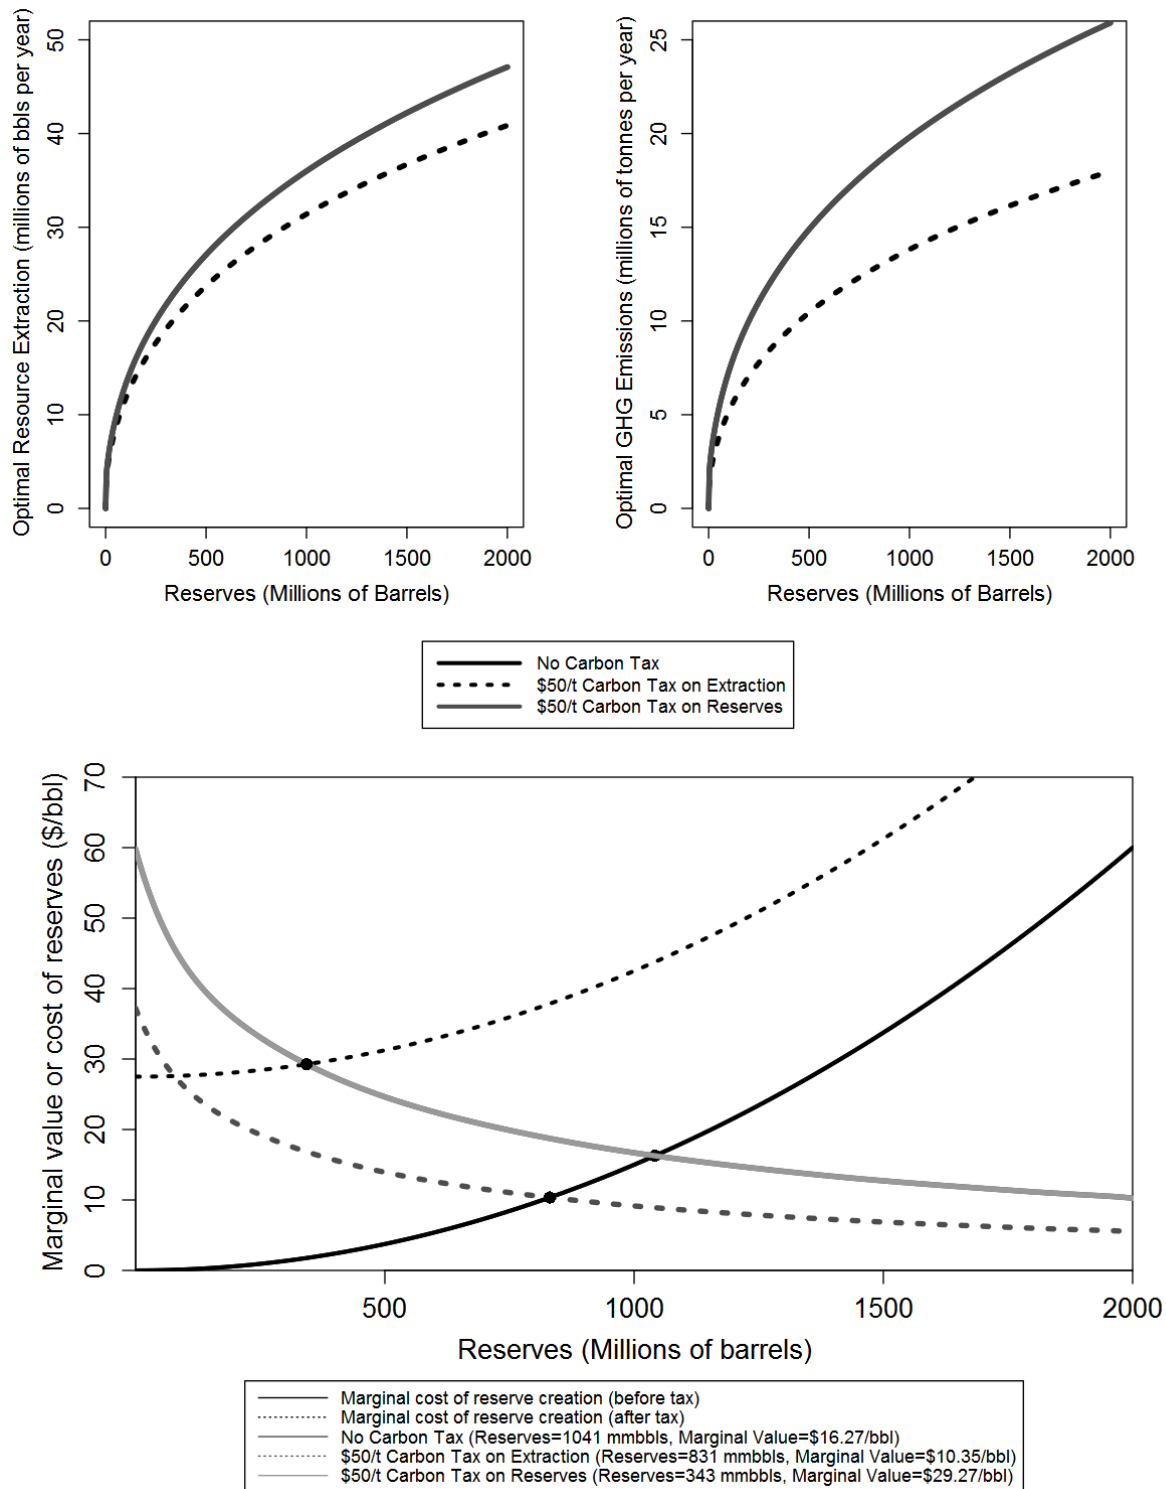 Optimal Resource Extraction (millions of bbls per year)
50
40
30
20
10
0
0 500 1000 1500 2000
Reserves (Millions of Barrels)
Optimal GHG Emissions (millions of tonnes per year)
25
20
15
10
5
0
0 500 1000 1500 2000
Reserves (Millions of Barrels)
No Carbon Tax
$50/t Carbon Tax on Extraction
$50/t Carbon Tax on Reserves
Marginal value or cost of reserves ($/bbl)
70
60
50
40
30
20
10
0
500 1000 1500 2000
Reserves (Millions of barrels)
Marginal cost of reserve creation (before tax)
Marginal cost of reserve creation (after tax)
No Carbon Tax (Reserves=1041 mmbbls, Marginal Value=$16.27/bbl)
$50/t Carbon Tax on Extraction (Reserves=831 mmbbls, Marginal Value=$10.35/bbl)
$50/t Carbon Tax on Reserves (Reserves=343 mmbbls, Marginal Value=$29.27/bbl)